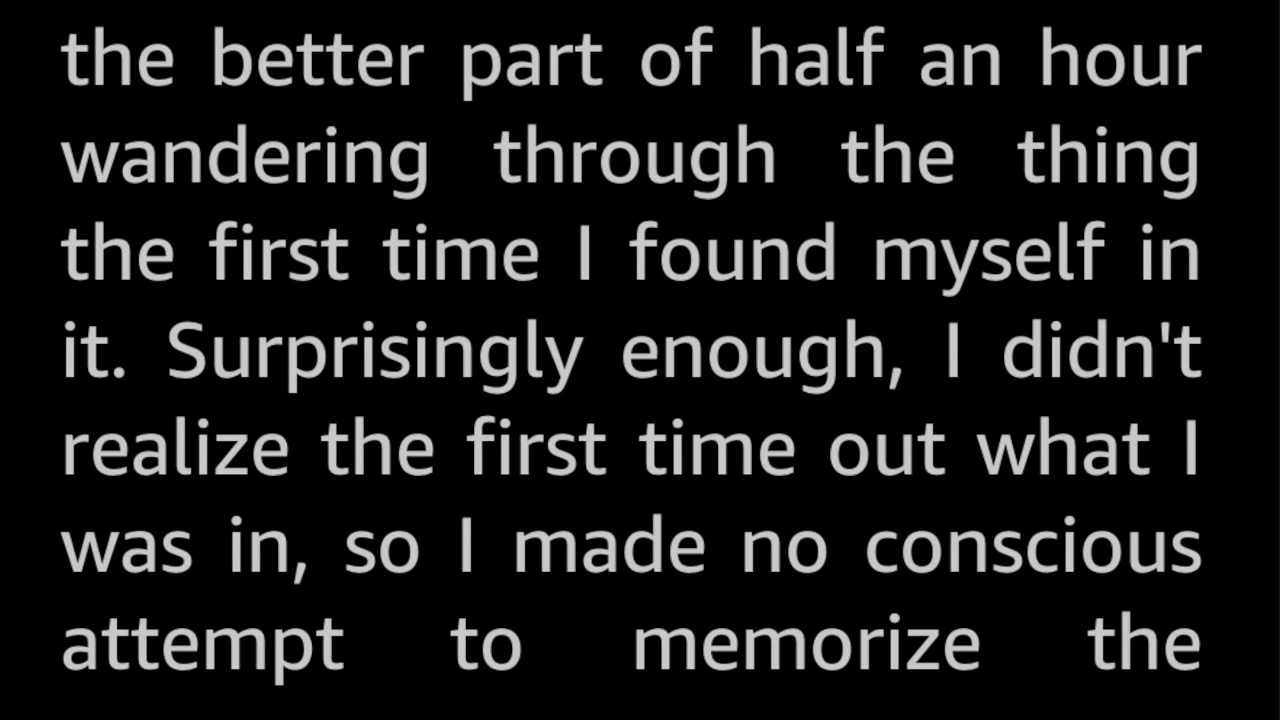 the better part of half an hour
wandering through the thing
the first time I found myself in
it. Surprisingly enough, I didn't
realize the first time out what I
was in, so I made no conscious
attempt to memorize the